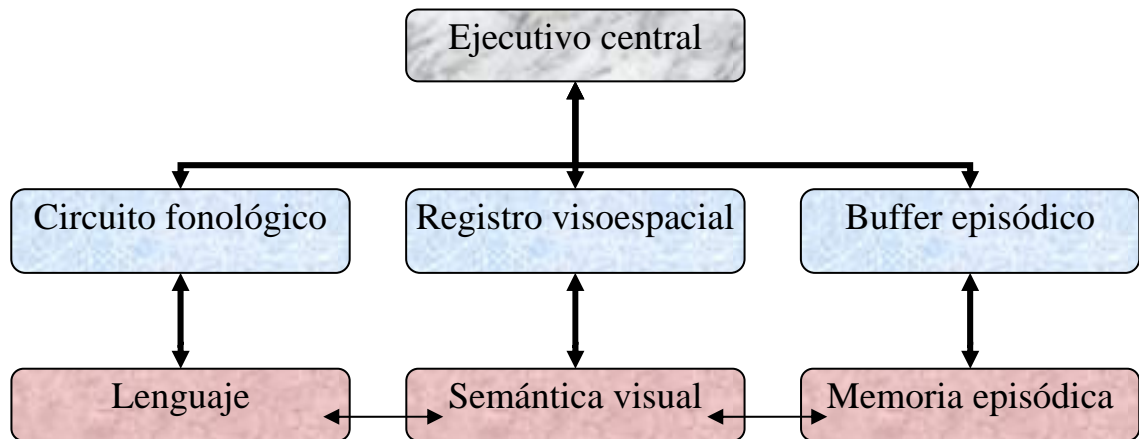 Ejecutivo central
Circuito fonológico
Registro visoespacial
Buffer episódico
Lenguaje
Semántica visual
Memoria episódica